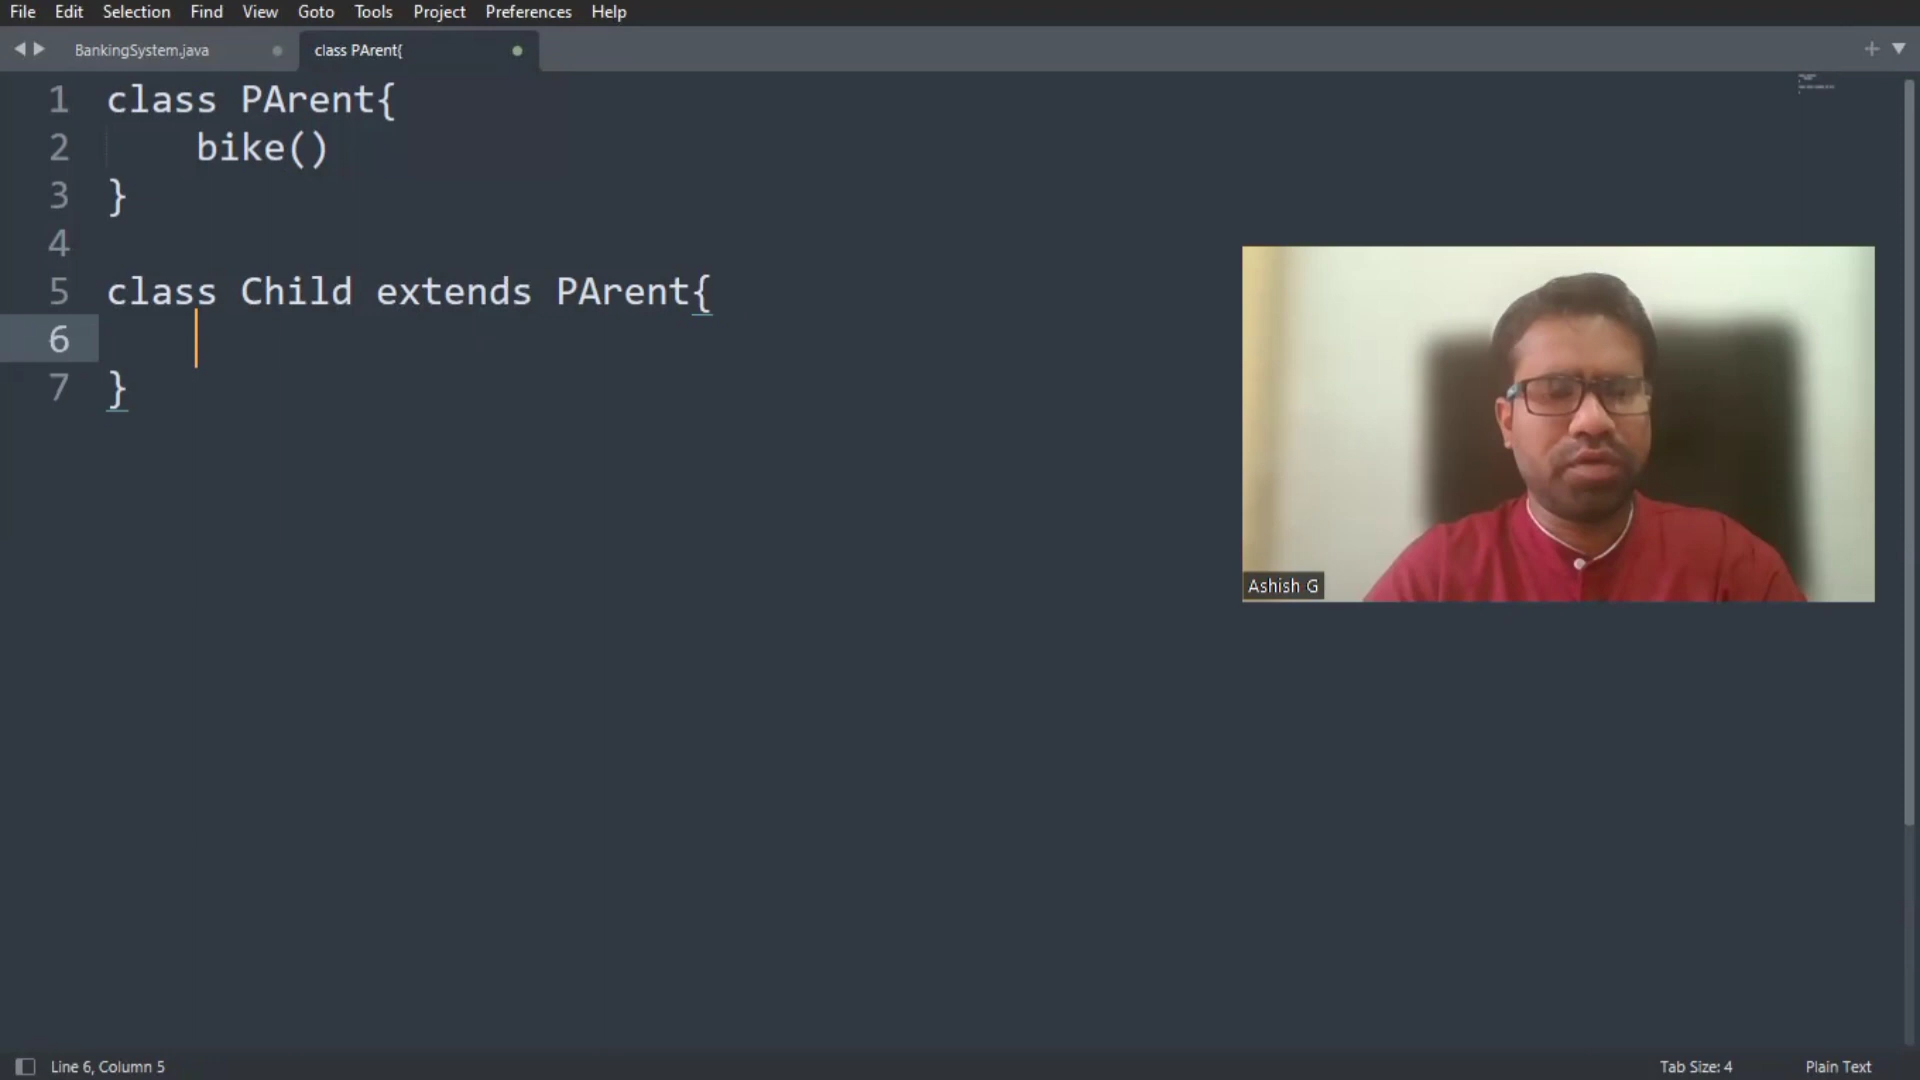 File Edit Selection Find View Goto Tools Project Preferences Help
BankingSystem.java class PArent{
1 class PArent{
2 bike()
3 }
4
5 class Child extends PArent{
6
7 }
Ashish G
Line 6, Column 5 Tab Size: 4 Plain Text